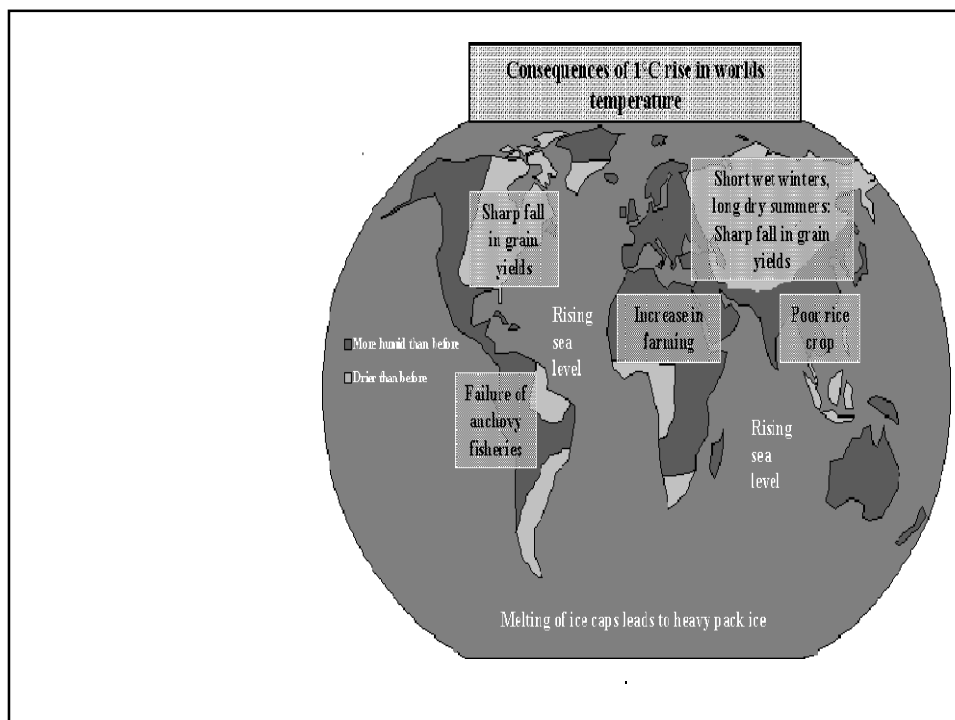 Consequences of 1°C rise in worlds
temperature
Short wet winters,
long dry summers:
Sharp fall in grain
yields
Sharp fall
in grain
yields
Rising
sea
level
Increase in
farming
Poor rice
crop
More humid than before
Drier than before
Failure of
anchovy
fisheries
Rising
sea
level
Melting of ice caps leads to heavy pack ice